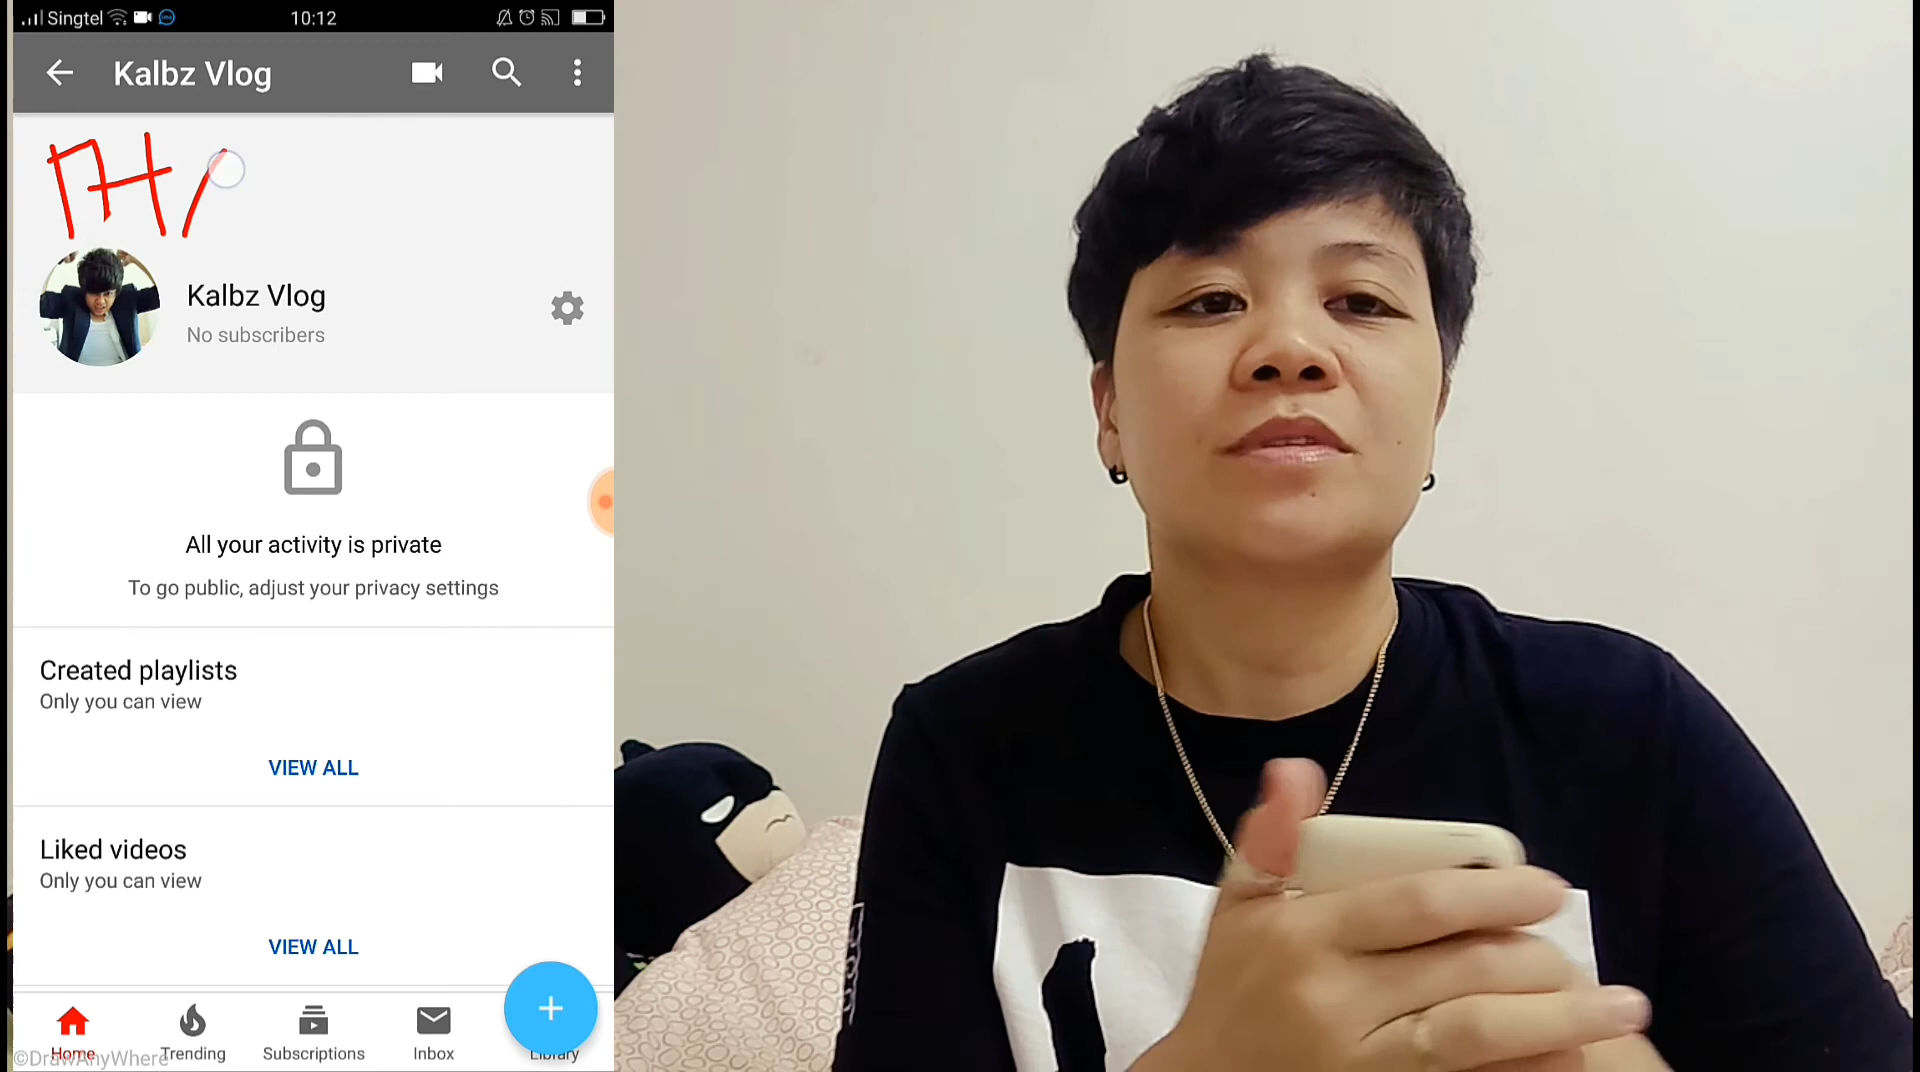 Singtel
10:12
Kalbz Vlog
Kalbz Vlog
No subscribers
All your activity is private
To go public, adjust your privacy settings
Created playlists
Only you can view
VIEW ALL
Liked videos
Only you can view
VIEW ALL
Home Trending Subscriptions Inbox Library
©DrawAnyWhere